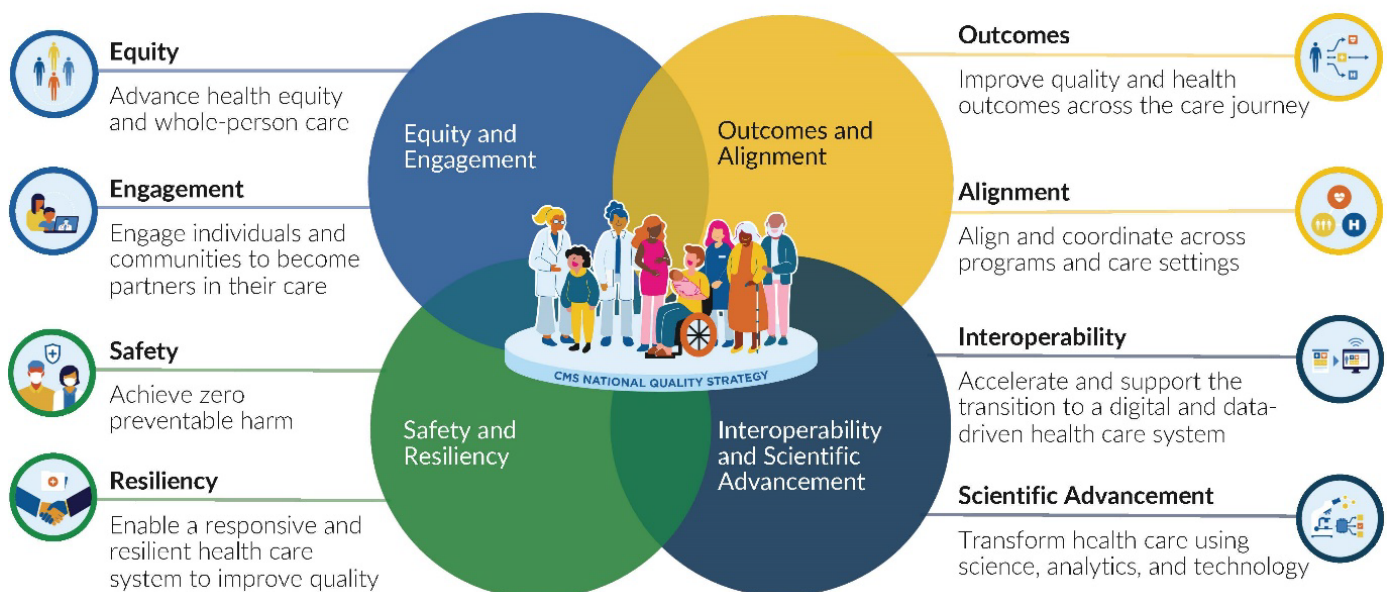 Equity
Advance health equity
and whole-person care
Engagement
Engage individuals and
communities to become
partners in their care
Safety
Achieve zero
preventable harm
Resiliency
Enable a responsive and
resilient health care
system to improve quality
Equity and
Engagement
Outcomes and
Alignment
CMS NATIONAL QUALITY STRATEGY
Safety and
Resiliency
Interoperability
and Scientific
Advancement
Outcomes
Improve quality and health
outcomes across the care journey
Alignment
Align and coordinate across
programs and care settings
Interoperability
Accelerate and support the
transition to a digital and data-
driven health care system
Scientific Advancement
Transform health care using
science, analytics, and technology
H
H